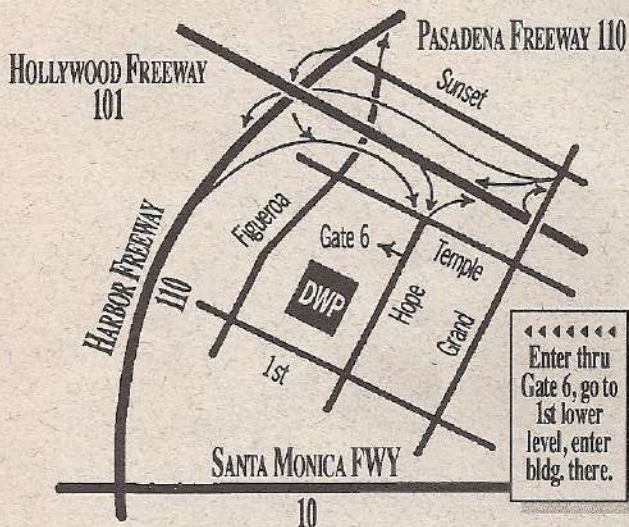 PASADENA FREEWAY 110
HOLLYWOOD FREEWAY
101
Sunset
Figueroa
Gate 6
Temple
HARBOR FREEWAY
110
DWP
Hope
Grand
1st
Enter thru
Gate 6, go to
1st lower
level, enter
bldg. there.
SANTA MONICA FWY
10